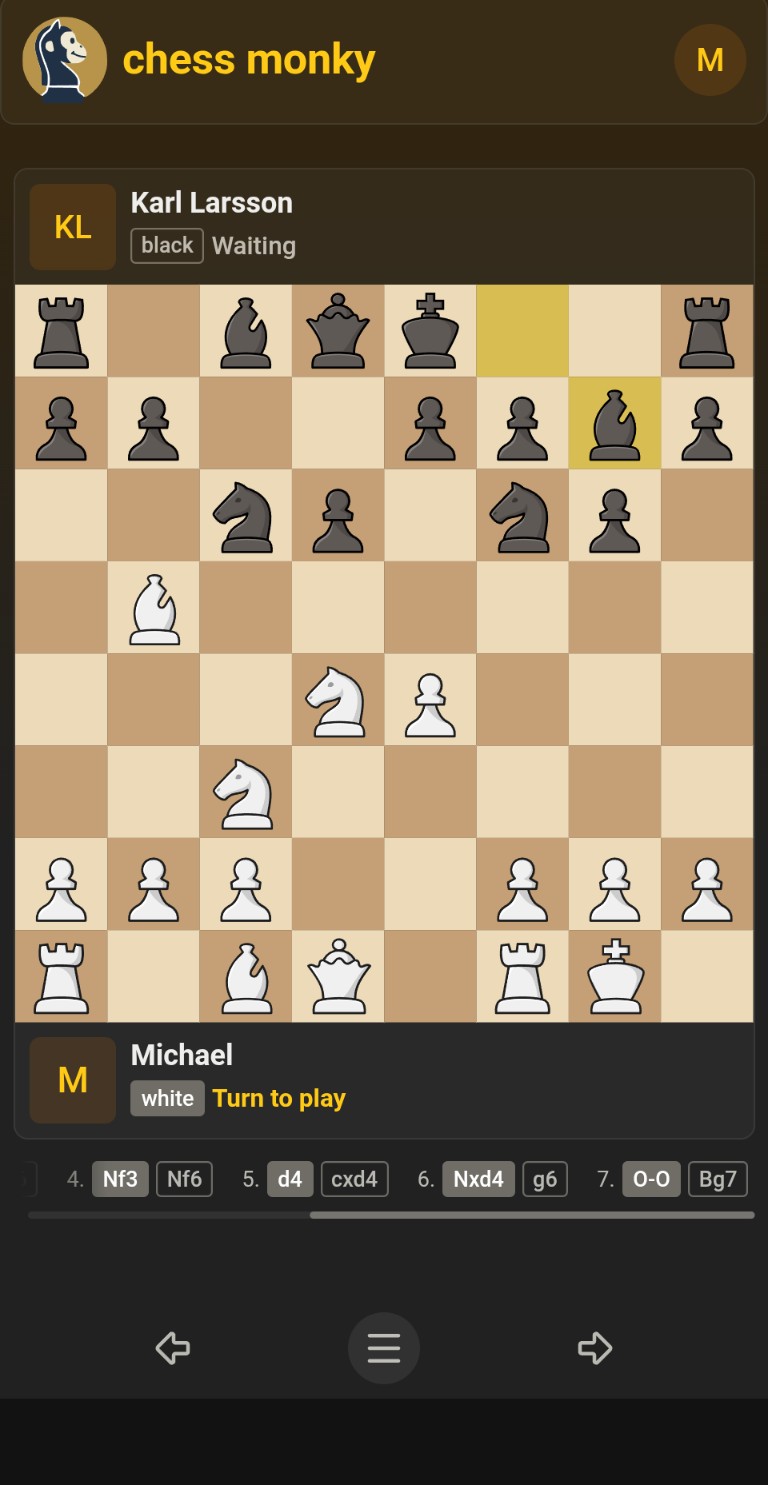 chess monky
M
KL
Karl Larsson
black Waiting
M
Michael
white Turn to play
4. Nf3 Nf6 5. d4 cxd4 6. Nxd4 g6 7. O-O Bg7